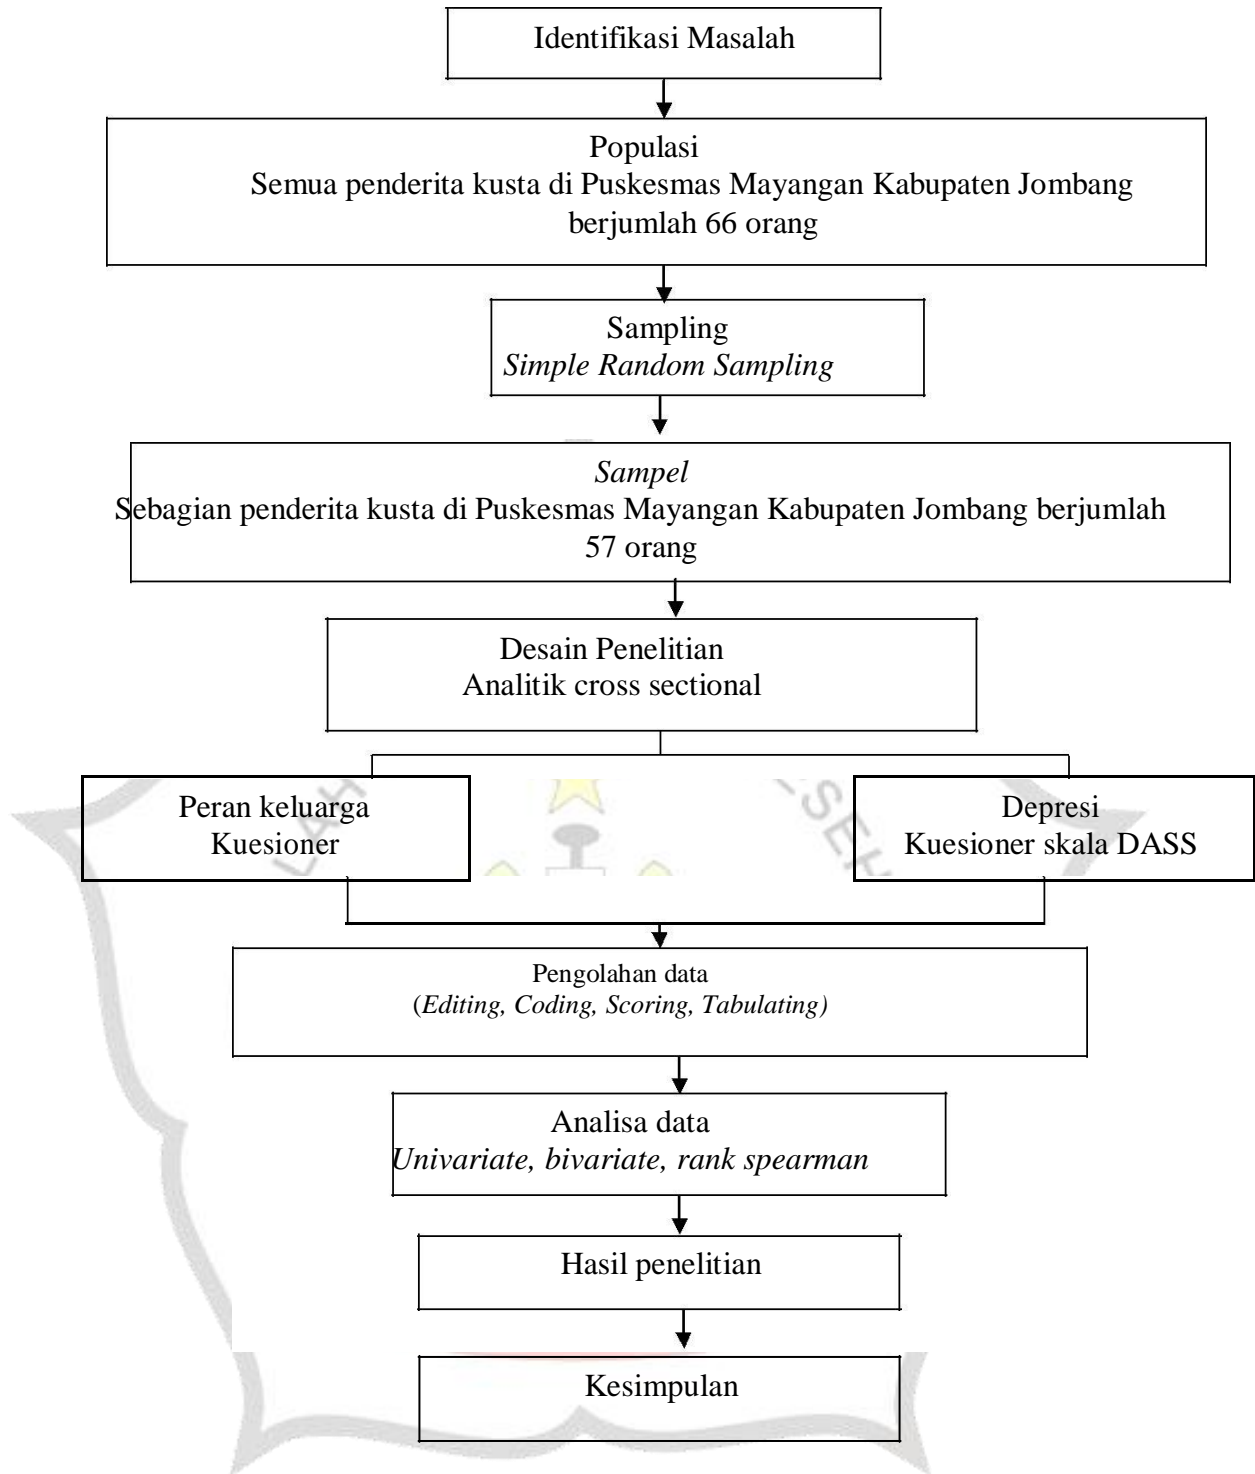 Identifikasi Masalah
Populasi
Semua penderita kusta di Puskesmas Mayangan Kabupaten Jombang
berjumlah 66 orang
Sampling
Simple Random Sampling
Sampel
Sebagian penderita kusta di Puskesmas Mayangan Kabupaten Jombang berjumlah
57 orang
Desain Penelitian
Analitik cross sectional
Peran keluarga
Kuesioner
Depresi
Kuesioner skala DASS
Pengolahan data
(Editing, Coding, Scoring, Tabulating)
Analisa data
Univariate, bivariate, rank spearman
Hasil penelitian
Kesimpulan